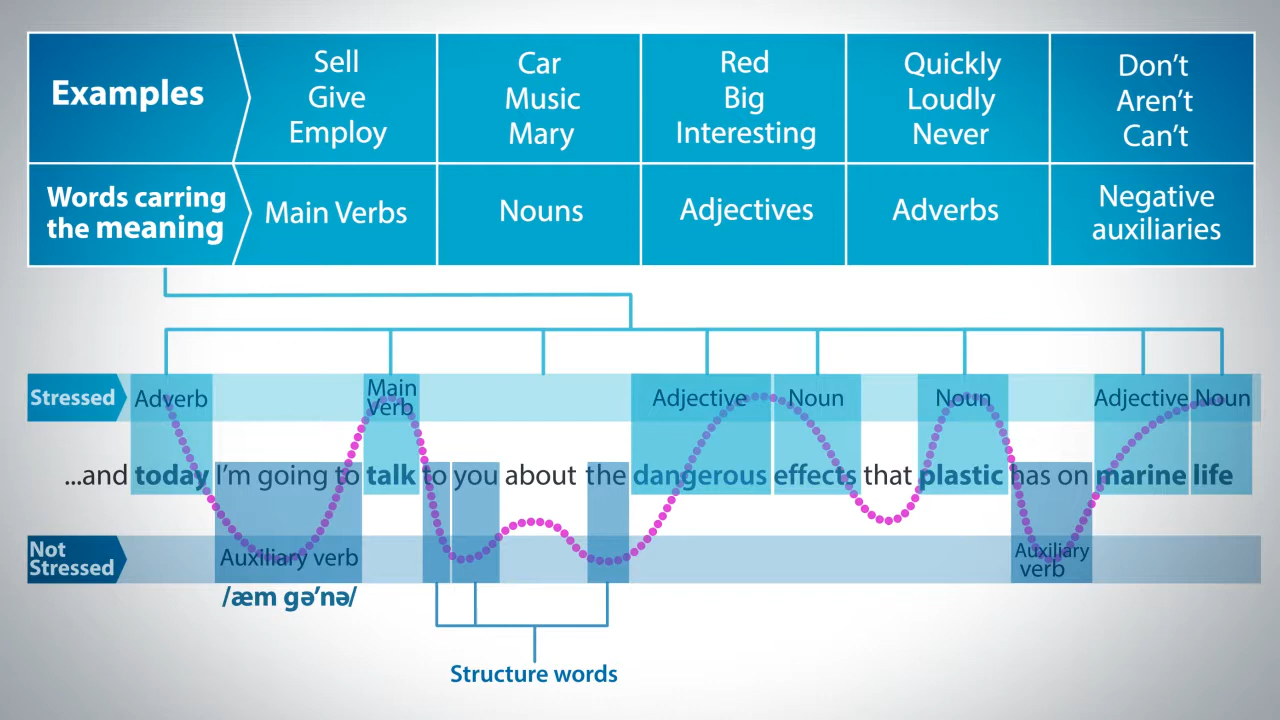 Examples
Sell
Give
Employ
Car
Music
Mary
Red
Big
Interesting
Quickly
Loudly
Never
Don't
Aren't
Can't
Words carring
the meaning
Main Verbs
Nouns
Adjectives
Adverbs
Negative
auxiliaries
Stressed
Adverb
Main
Verb
Adjective
Noun
Noun
Adjective
Noun
...and today I'm going to talk to you about the dangerous effects that plastic has on marine life
Not
Stressed
Auxiliary verb
Auxiliary
verb
/æm gə'nə/
Structure words